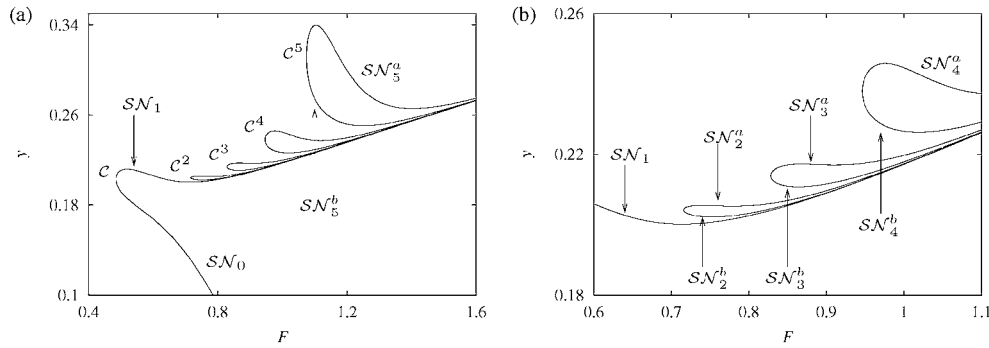 (a)
0.34
0.26
0.18
0.1
y
0.4
0.8
1.2
1.6
F
𝒞⁵
𝒮𝒩₅ᵃ
𝒮𝒩₁
𝒞⁴
𝒞³
𝒞²
𝒞
𝒮𝒩₅ᵇ
𝒮𝒩₀
(b)
0.26
0.22
0.18
y
0.6
0.7
0.8
0.9
1
1.1
F
𝒮𝒩₄ᵃ
𝒮𝒩₃ᵃ
𝒮𝒩₂ᵃ
𝒮𝒩₁
𝒮𝒩₄ᵇ
𝒮𝒩₂ᵇ
𝒮𝒩₃ᵇ